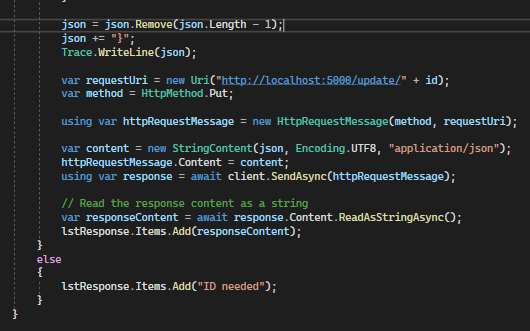 json = json.Remove(json.Length - 1);
json += "}";
Trace.WriteLine(json);
var requestUri = new Uri("http://localhost:5000/update/" + id);
var method = HttpMethod.Put;
using var httpRequestMessage = new HttpRequestMessage(method, requestUri);
var content = new StringContent(json, Encoding.UTF8, "application/json");
httpRequestMessage.Content = content;
using var response = await client.SendAsync(httpRequestMessage);
// Read the response content as a string
var responseContent = await response.Content.ReadAsStringAsync();
lstResponse.Items.Add(responseContent);
}
else
{
lstResponse.Items.Add("ID needed");
}
}